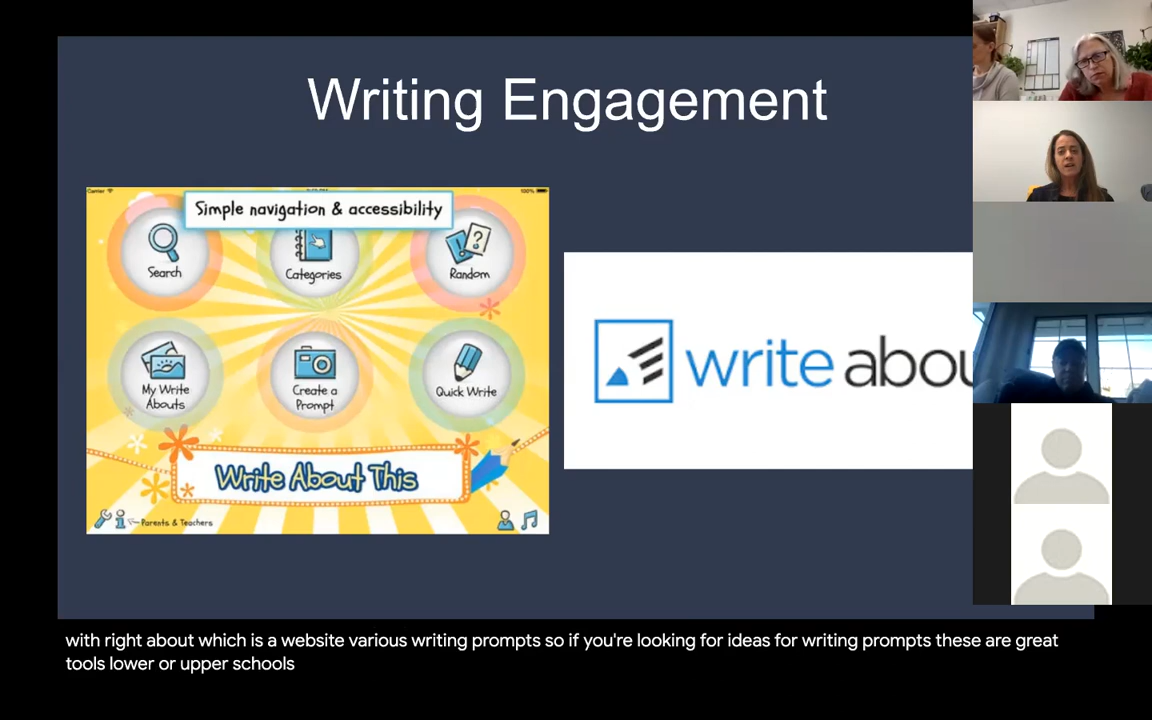 Writing Engagement
Carrier
100%
Simple navigation & accessibility
Search
Categories
Random
My Write
Abouts
Create a
Prompt
Quick Write
Write About This
Parents & Teachers
write abou
with right about which is a website various writing prompts so if you're looking for ideas for writing prompts these are great
tools lower or upper schools